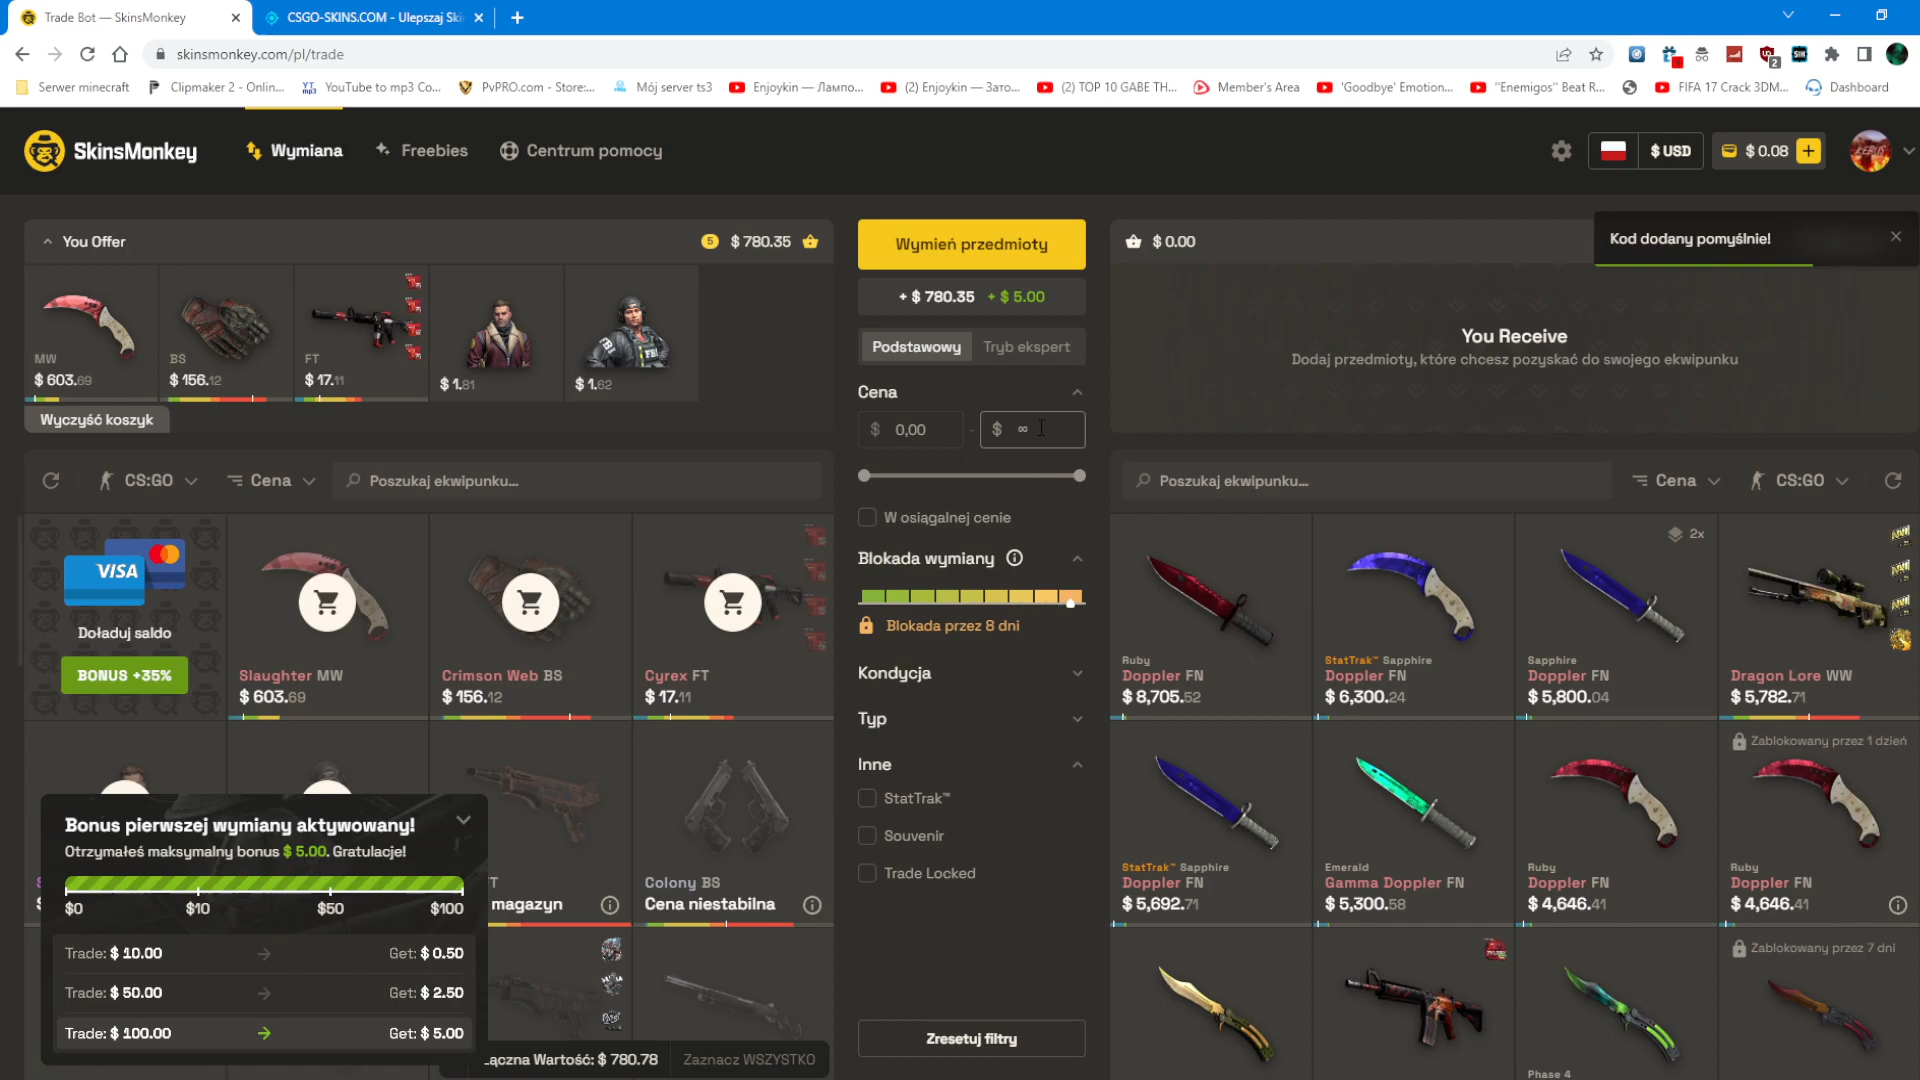 Trade Bot — SkinsMonkey
CSGO-SKINS.COM - Ulepszaj Ski
skinsmonkey.com/pl/trade
Serwer minecraft
Clipmaker 2 - Onlin...
YouTube to mp3 Co...
PvPRO.com - Store:...
Mój serwer ts3
Enjoykin — Лампо...
(2) Enjoykin — Зато...
(2) TOP 10 GABE TH...
Member's Area
'Goodbye' Emotion...
"Enemigos" Beat R...
FIFA 17 Crack 3DM...
Dashboard
SkinsMonkey
Wymiana
Freebies
Centrum pomocy
$ USD
$ 0.08
You Offer
5
$ 780.35
MW
$ 603.69
BS
$ 156.12
FT
$ 17.11
$ 1.81
$ 1.62
Wyczyść koszyk
Wymień przedmioty
+ $ 780.35 + $ 5.00
Podstawowy
Tryb ekspert
Cena
$ 0,00 - $ ∞
W osiągalnej cenie
Blokada wymiany
Blokada przez 8 dni
Kondycja
Typ
Inne
StatTrak™
Souvenir
Trade Locked
Zresetuj filtry
$ 0.00
Kod dodany pomyślnie!
You Receive
Dodaj przedmioty, które chcesz pozyskać do swojego ekwipunku
CS:GO
Cena
Poszukaj ekwipunku...
VISA
Doładuj saldo
BONUS +35%
Slaughter MW
$ 603.69
Crimson Web BS
$ 156.12
Cyrex FT
$ 17.11
magazyn
Colony BS
Cena niestabilna
Bonus pierwszej wymiany aktywowany!
Otrzymałeś maksymalny bonus $ 5.00. Gratulacje!
$0
$10
$50
$100
Trade: $ 10.00
Get: $ 0.50
Trade: $ 50.00
Get: $ 2.50
Trade: $ 100.00
Get: $ 5.00
Łączna Wartość: $ 780.78
Zaznacz WSZYSTKO
Poszukaj ekwipunku...
Cena
CS:GO
Ruby
Doppler FN
$ 8,705.52
StatTrak™ Sapphire
Doppler FN
$ 6,300.24
2x
Sapphire
Doppler FN
$ 5,800.04
Dragon Lore WW
$ 5,782.71
StatTrak™ Sapphire
Doppler FN
$ 5,692.71
Emerald
Gamma Doppler FN
$ 5,300.58
Ruby
Doppler FN
$ 4,646.41
Zablokowany przez 1 dzień
Ruby
Doppler FN
$ 4,646.41
Zablokowany przez 7 dni
Phase 4